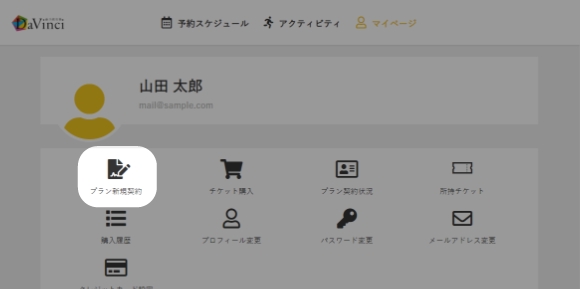 DaVinci
予約スケジュール
アクティビティ
マイページ
山田 太郎
mail@sample.com
プラン新規契約
チケット購入
プラン契約状況
所持チケット
購入履歴
プロフィール変更
パスワード変更
メールアドレス変更